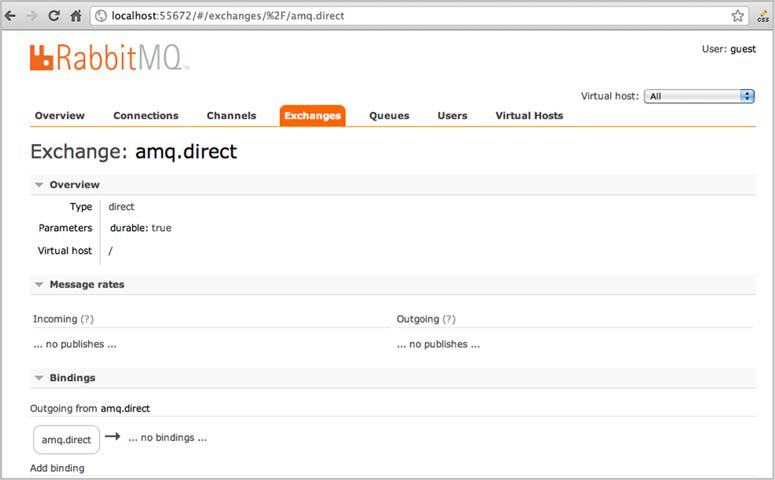 localhost:55672/#/exchanges/%2F/amq.direct
css
RabbitMQ
User: guest
Virtual host: All
Overview Connections Channels Exchanges Queues Users Virtual Hosts
Exchange: amq.direct
Overview
Type direct
Parameters durable: true
Virtual host /
Message rates
Incoming (?) Outgoing (?)
... no publishes ... ... no publishes ...
Bindings
Outgoing from amq.direct
amq.direct → ... no bindings ...
Add binding